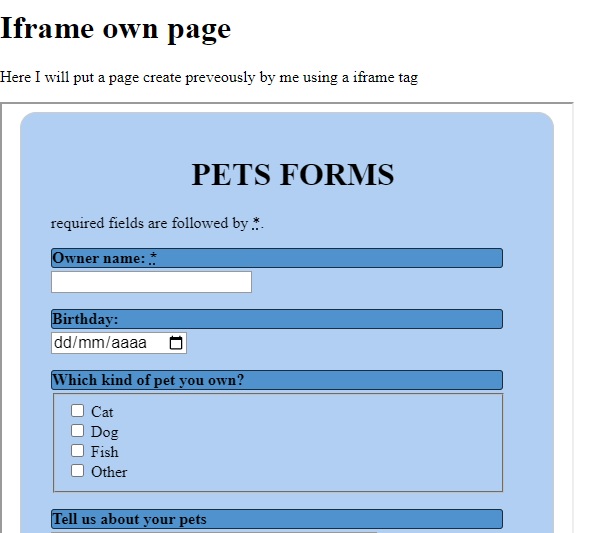 Iframe own page
Here I will put a page create preveously by me using a iframe tag
PETS FORMS
required fields are followed by *.
Owner name: *
Birthday:
dd/mm/aaaa
Which kind of pet you own?
Cat
Dog
Fish
Other
Tell us about your pets